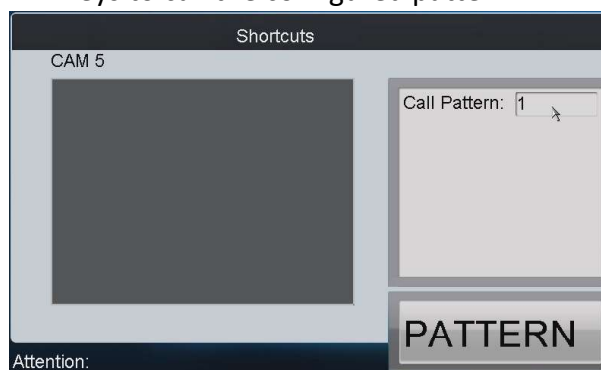 Shortcuts
CAM 5
Call Pattern: 1
PATTERN
Attention: